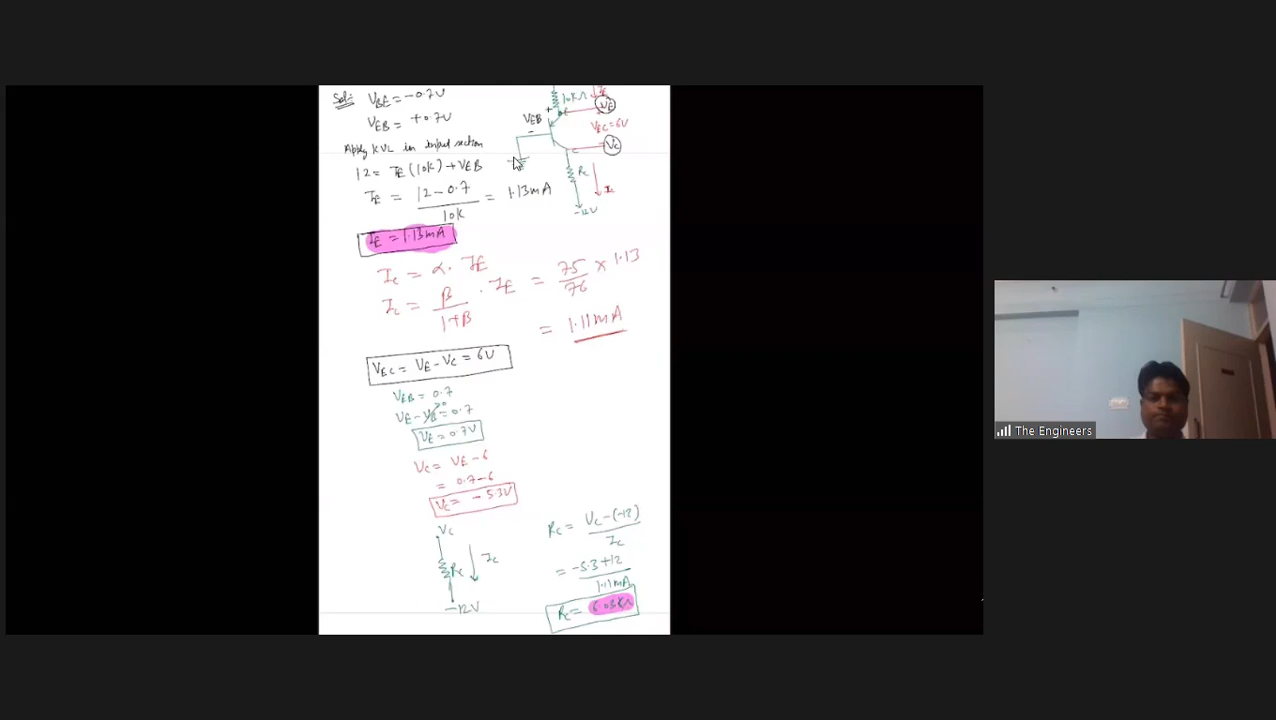 Sol:- VBE = -0.7V
VEB = +0.7V
Apply KVL in input section
12 = IE(10K) + VEB
IE = 12-0.7 / 10K = 1.13mA
IE = 1.13mA
10KΩ
IE
VE
VEB
+
-
E
VEC = 6V
C
VC
RC
IC
-12V
IC = α. IE
IC = β / 1+β . IE = 75/76 × 1.13
= 1.11mA
VEC = VE - VC = 6V
VEB = 0.7
VE - VB = 0.7
VE = 0.7V
VC = VE - 6
= 0.7-6
VC = -5.3V
VC
RC
IC
-12V
RC = VC-(-12) / IC
= -5.3+12 / 1.11mA
RC =
The Engineers